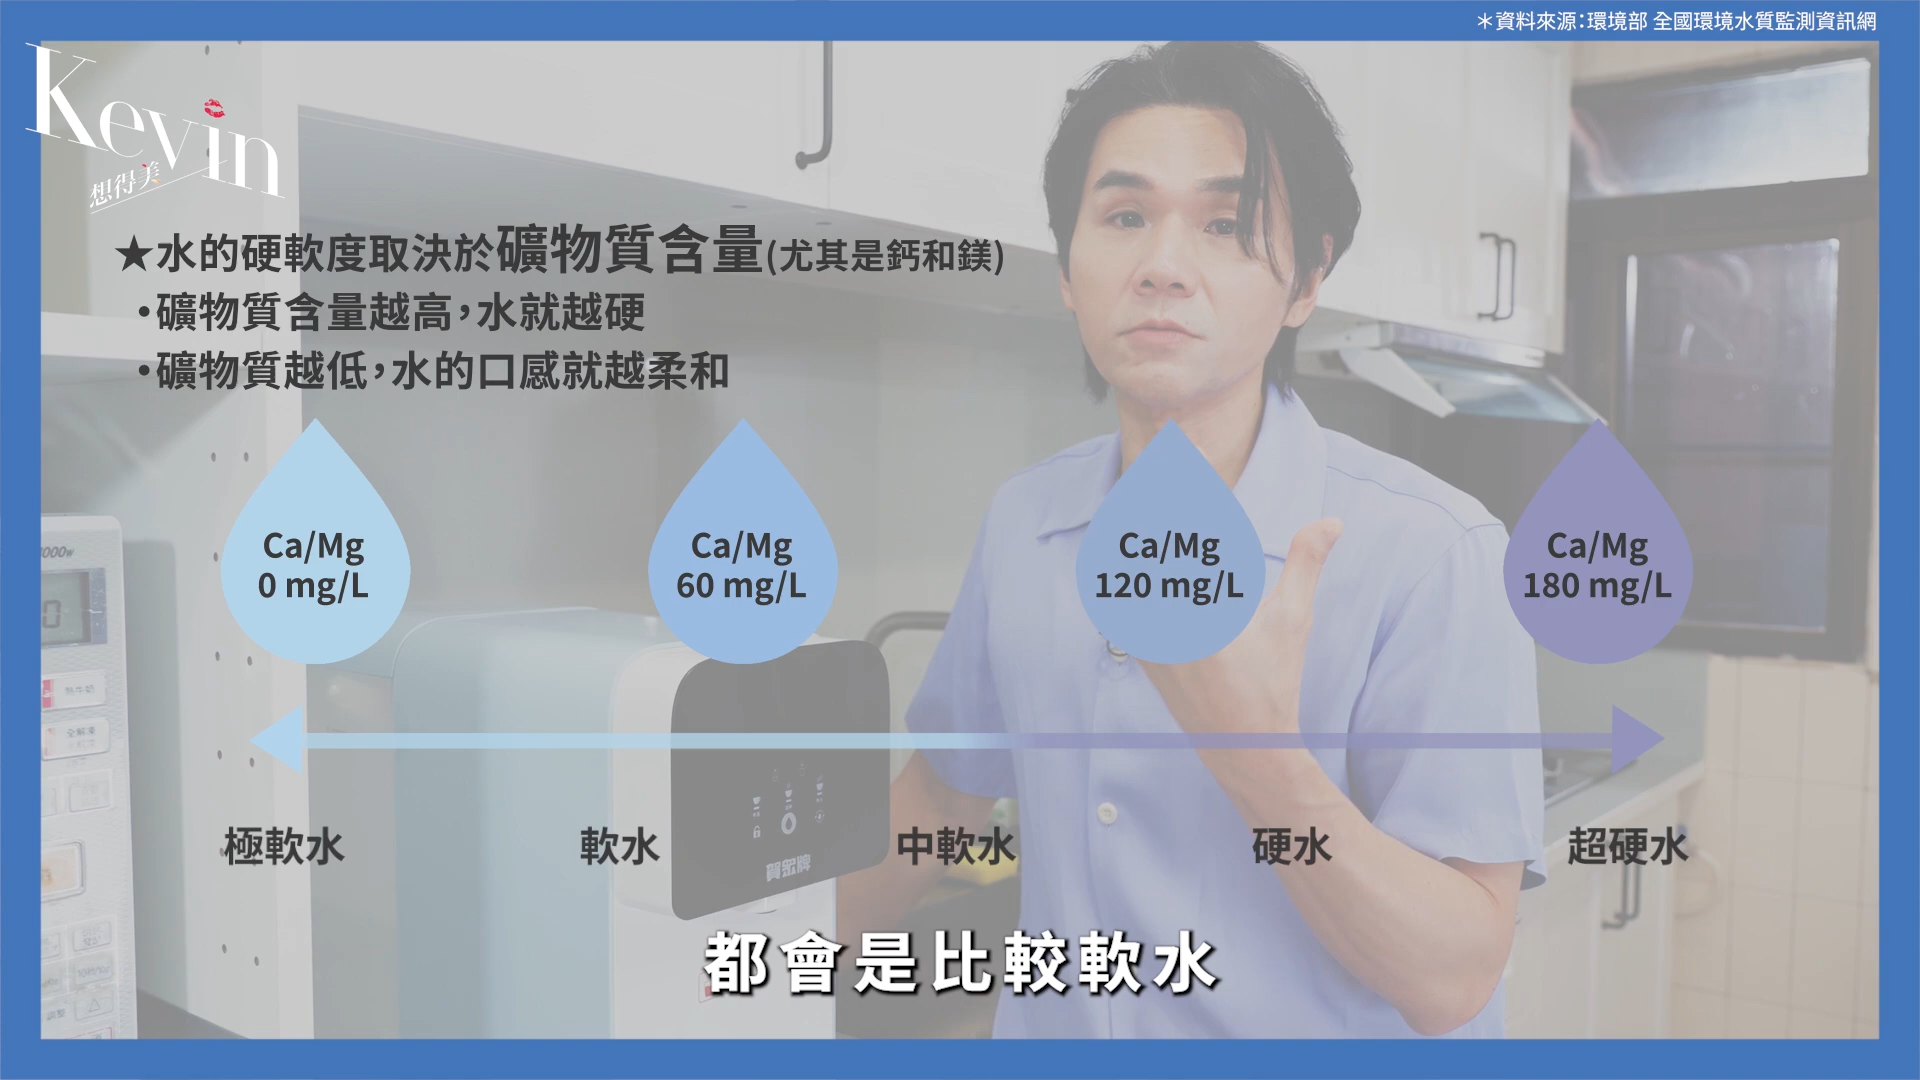 ＊資料來源：環境部 全國環境水質監測資訊網
Kevin
想得美
★水的硬軟度取決於礦物質含量(尤其是鈣和鎂)
•礦物質含量越高，水就越硬
•礦物質越低，水的口感就越柔和
Ca/Mg
0 mg/L
Ca/Mg
60 mg/L
Ca/Mg
120 mg/L
Ca/Mg
180 mg/L
極軟水
軟水
中軟水
硬水
超硬水
賀眾牌
都會是比較軟水